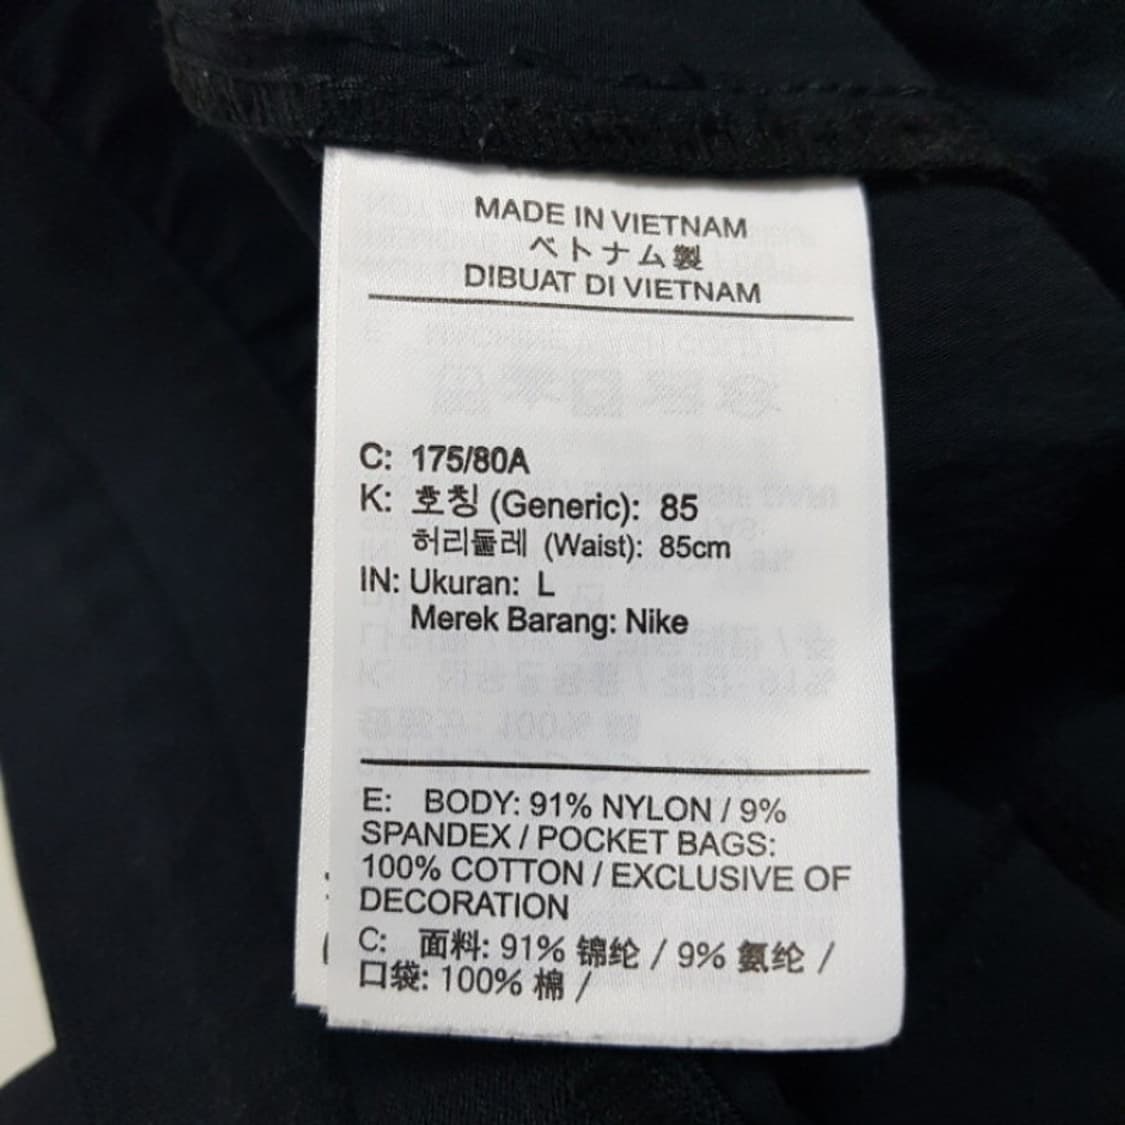 MADE IN VIETNAM
ベトナム製
DIBUAT DI VIETNAM
C: 175/80A
K: 호칭 (Generic): 85
허리둘레 (Waist): 85cm
IN: Ukuran: L
Merek Barang: Nike
E: BODY: 91% NYLON / 9%
SPANDEX / POCKET BAGS:
100% COTTON / EXCLUSIVE OF
DECORATION
C: 面料: 91% 锦纶 / 9% 氨纶 /
口袋: 100% 棉 /